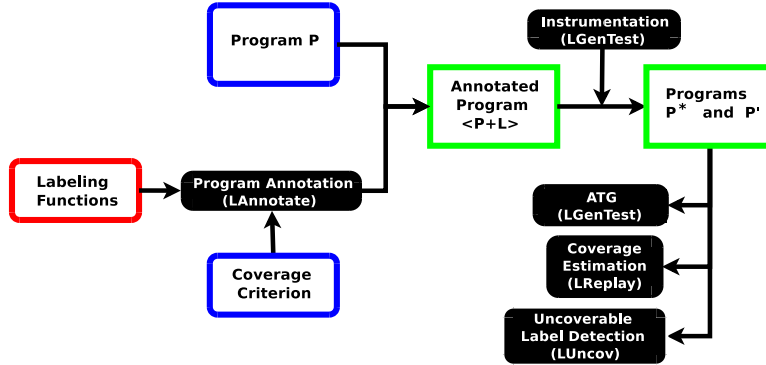 Program P
Instrumentation
(LGenTest)
Annotated
Program
<P+L>
Programs
P* and P'
Labeling
Functions
Program Annotation
(LAnnotate)
Coverage
Criterion
ATG
(LGenTest)
Coverage
Estimation
(LReplay)
Uncoverable
Label Detection
(LUncov)